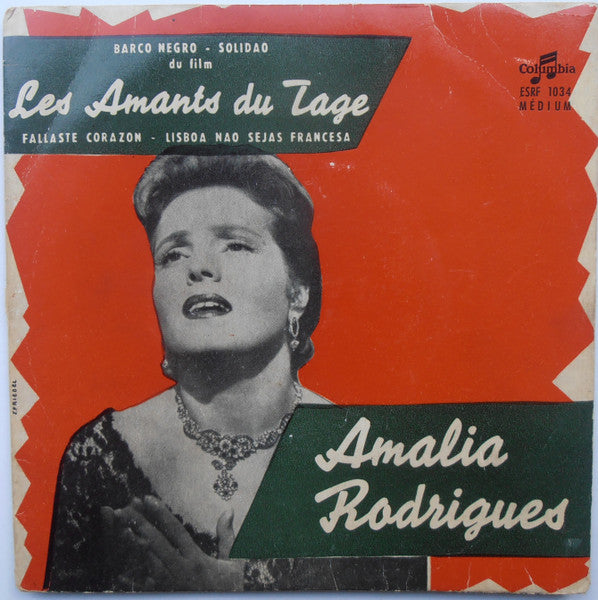 BARCO NEGRO - SOLIDAO
du film
Les Amants du Tage
FALLASTE CORAZON - LISBOA NAO SEJAS FRANCESA
Columbia
ESRF 1034
MÉDIUM
Amalia
Rodrigues